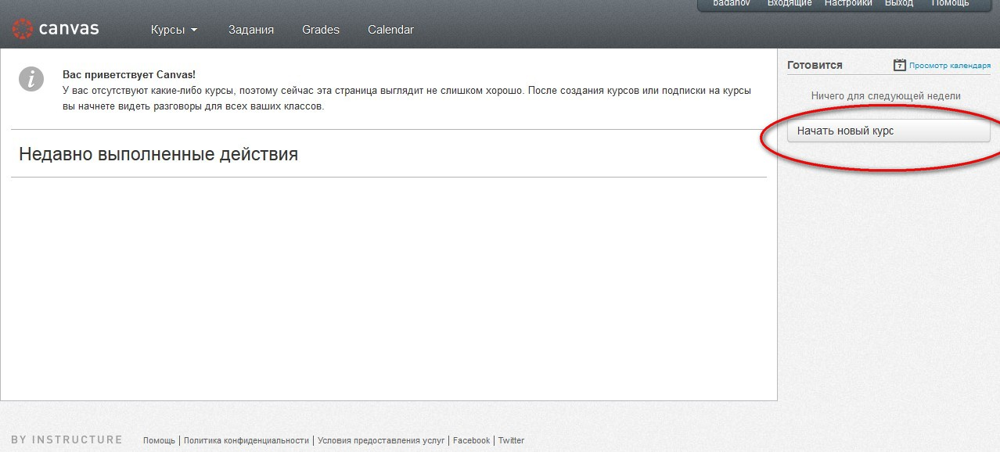 badanov Входящие Настройки Выход Помощь
canvas Курсы Задания Grades Calendar
Вас приветствует Canvas!
У вас отсутствуют какие-либо курсы, поэтому сейчас эта страница выглядит не слишком хорошо. После создания курсов или подписки на курсы
вы начнете видеть разговоры для всех ваших классов.
Недавно выполненные действия
Готовится 7 Просмотр календаря
Ничего для следующей недели
Начать новый курс
BY INSTRUCTURE Помощь | Политика конфиденциальности | Условия предоставления услуг | Facebook | Twitter